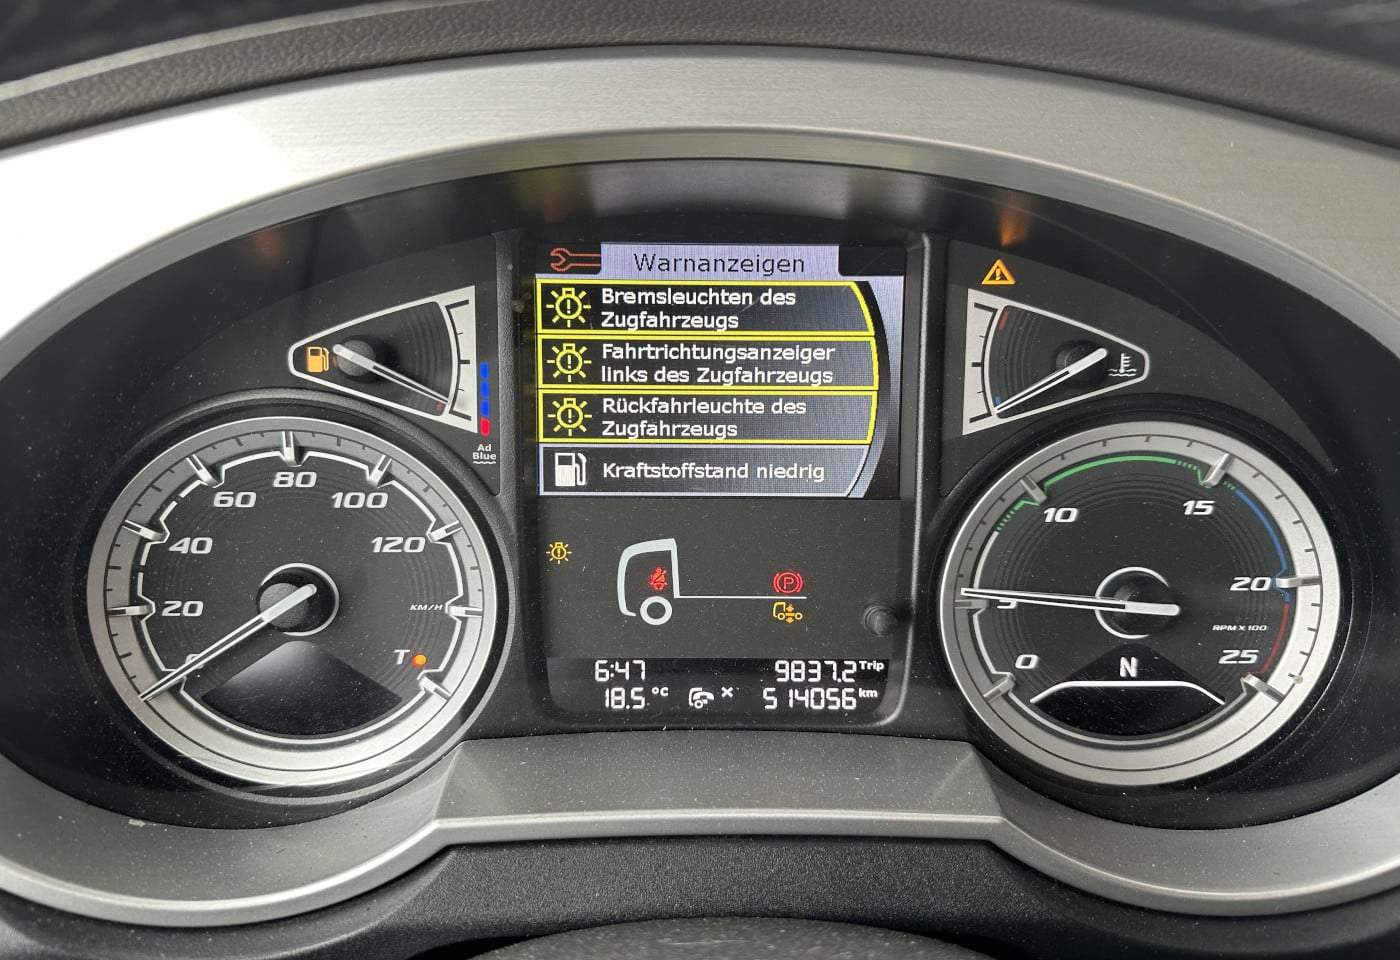 Warnanzeigen
Bremsleuchten des
Zugfahrzeugs
Fahrtrichtungsanzeiger
links des Zugfahrzeugs
Rückfahrleuchte des
Zugfahrzeugs
Kraftstoffstand niedrig
Ad
Blue
0
20
40
60
80
100
120
KM/H
T
P
6:47
9837.2 Trip
18.5 °C
514056 km
0
5
10
15
20
25
RPM X 100
N